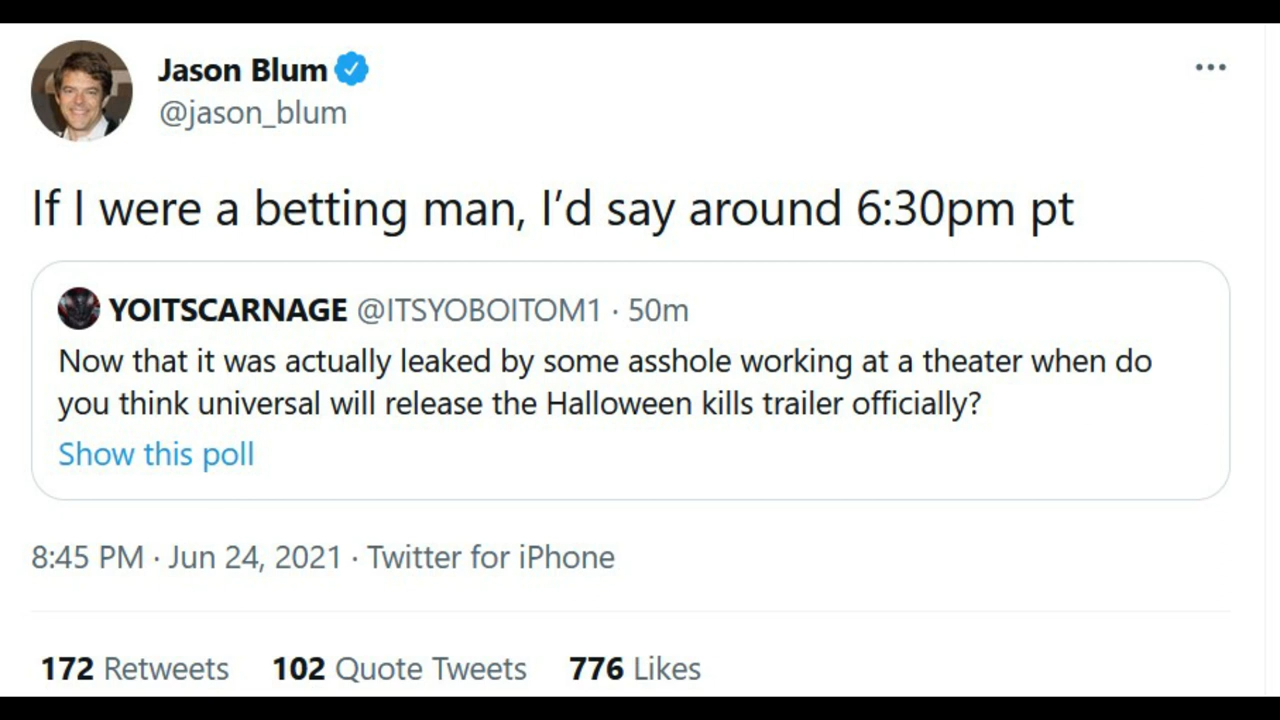 Jason Blum
@jason_blum
If I were a betting man, I’d say around 6:30pm pt
YOITSCARNAGE @ITSYOBOITOM1 · 50m
Now that it was actually leaked by some asshole working at a theater when do
you think universal will release the Halloween kills trailer officially?
Show this poll
8:45 PM · Jun 24, 2021 · Twitter for iPhone
172 Retweets 102 Quote Tweets 776 Likes